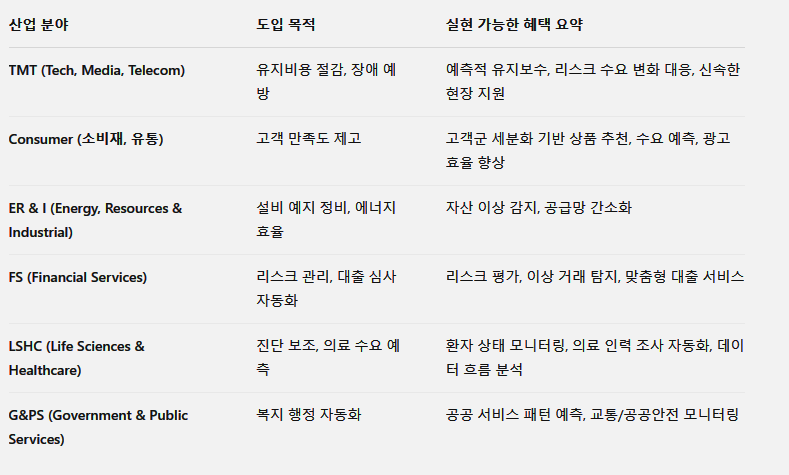 산업 분야 도입 목적 실현 가능한 혜택 요약
TMT (Tech, Media, Telecom) 유지비용 절감, 장애 예 예측적 유지보수, 리스크 수요 변화 대응, 신속한
방 현장 지원
Consumer (소비재, 유통) 고객 만족도 제고 고객군 세분화 기반 상품 추천, 수요 예측, 광고
효율 향상
ER & I (Energy, Resources & 설비 예지 정비, 에너지 자산 이상 감지, 공급망 간소화
Industrial) 효율
FS (Financial Services) 리스크 관리, 대출 심사 리스크 평가, 이상 거래 탐지, 맞춤형 대출 서비스
자동화
LSHC (Life Sciences & 진단 보조, 의료 수요 예 환자 상태 모니터링, 의료 인력 조사 자동화, 데이
Healthcare) 측 터 흐름 분석
G&PS (Government & Public 복지 행정 자동화 공공 서비스 패턴 예측, 교통/공공안전 모니터링
Services)